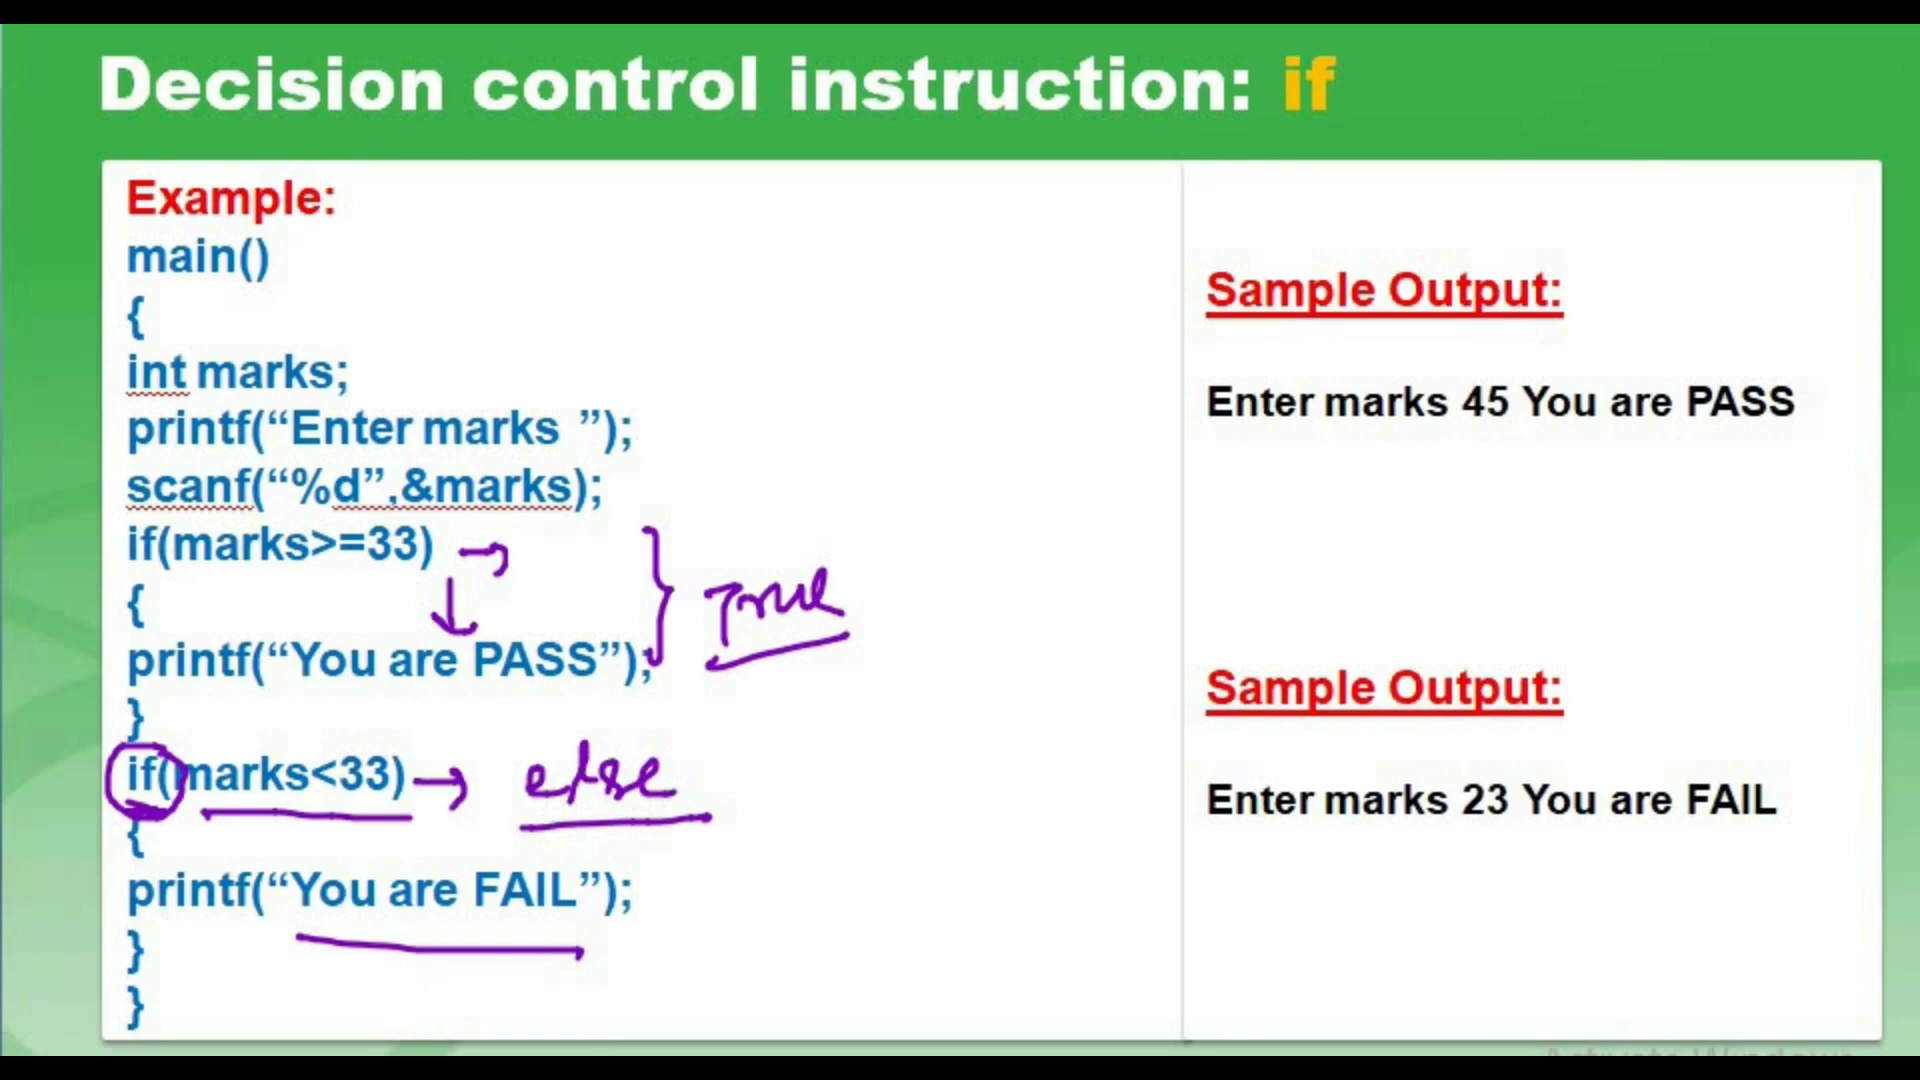 Decision control instruction: if
Example:
main()
{
int marks;
printf(“Enter marks ”);
scanf(“%d”,&marks);
if(marks>=33)
{
True
printf(“You are PASS”);
}
if(marks<33) else
{
printf(“You are FAIL”);
}
}
Sample Output:
Enter marks 45 You are PASS
Sample Output:
Enter marks 23 You are FAIL